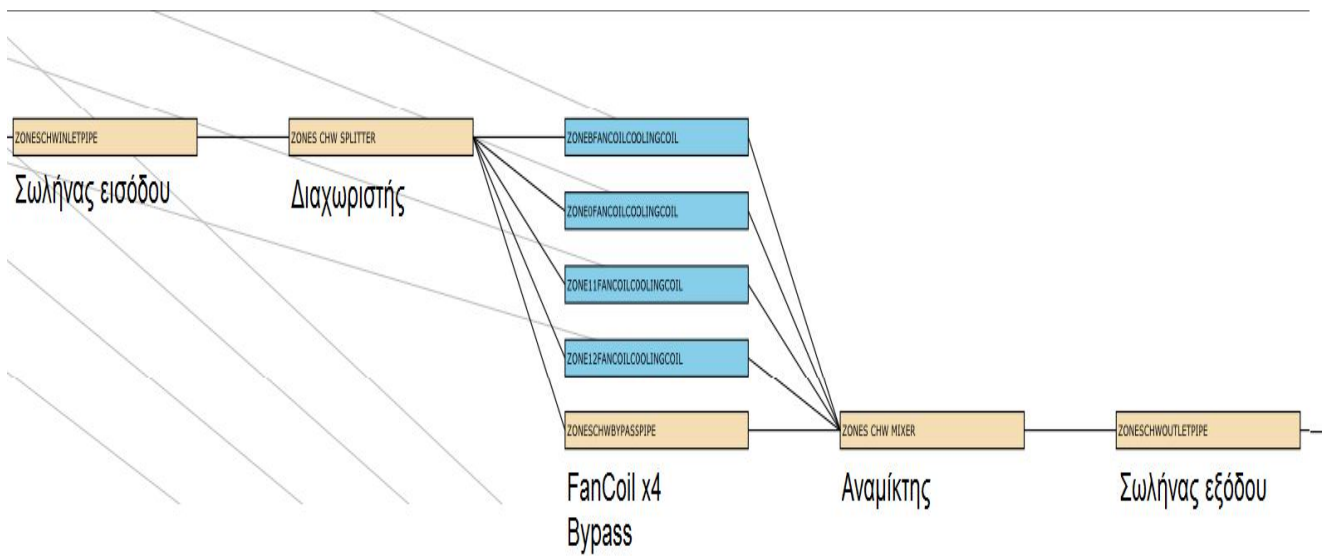 ZONESCHWINLETPIPE
Σωλήνας εισόδου
ZONES CHW SPLITTER
Διαχωριστής
ZONEBFANCOILCOOLINGCOIL
ZONE0FANCOILCOOLINGCOIL
ZONE11FANCOILCOOLINGCOIL
ZONE12FANCOILCOOLINGCOIL
ZONESCHWBYPASSPIPE
FanCoil x4
Bypass
ZONES CHW MIXER
Αναμίκτης
ZONESCHWOUTLETPIPE
Σωλήνας εξόδου